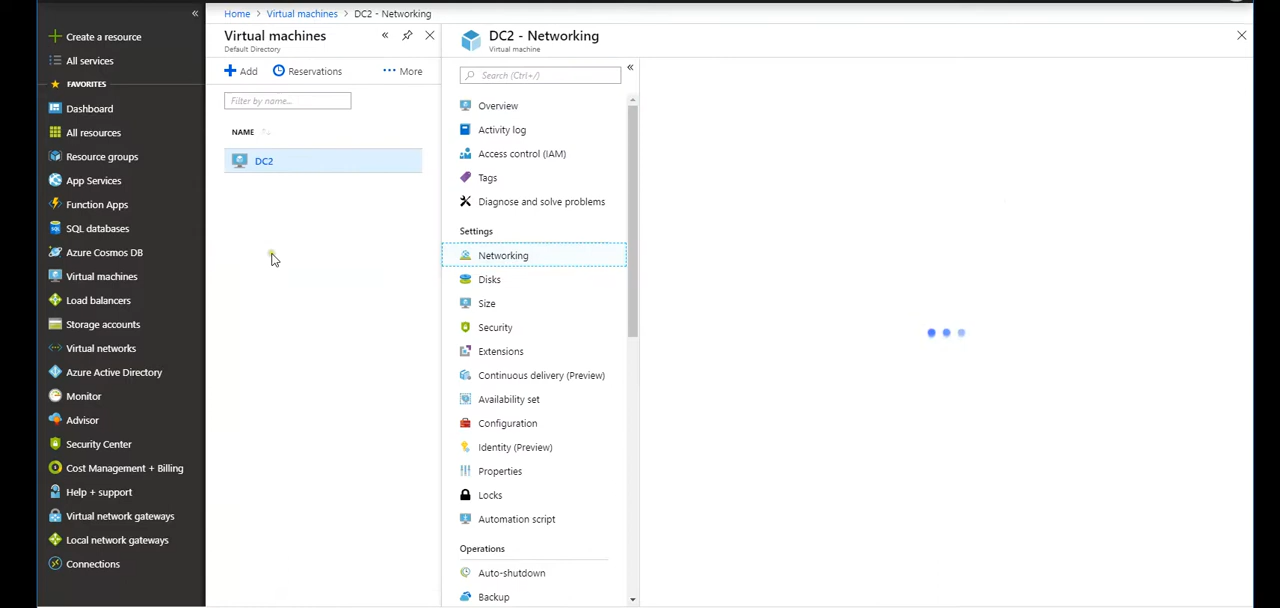 Home > Virtual machines > DC2 - Networking
«
Create a resource
All services
FAVORITES
Dashboard
All resources
Resource groups
App Services
Function Apps
SQL databases
Azure Cosmos DB
Virtual machines
Load balancers
Storage accounts
Virtual networks
Azure Active Directory
Monitor
Advisor
Security Center
Cost Management + Billing
Help + support
Virtual network gateways
Local network gateways
Connections
Virtual machines
Default Directory
Add Reservations ··· More
Filter by name...
NAME
DC2
DC2 - Networking
Virtual machine
Search (Ctrl+/)
Overview
Activity log
Access control (IAM)
Tags
Diagnose and solve problems
Settings
Networking
Disks
Size
Security
Extensions
Continuous delivery (Preview)
Availability set
Configuration
Identity (Preview)
Properties
Locks
Automation script
Operations
Auto-shutdown
Backup